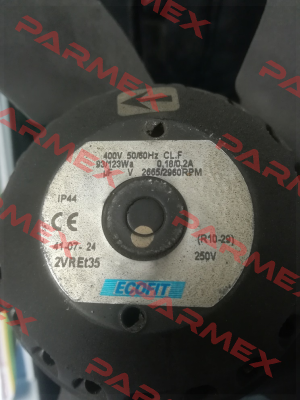 PARMEX
400V 50/60Hz CL.F
93/123Wa 0,18/0.2A
µF V 2665/2960RPM
IP44
CE
41-07- 24 (R10-29)
2VREt35 250V
ECOFIT
PARMEX
PARMEX
PARMEX